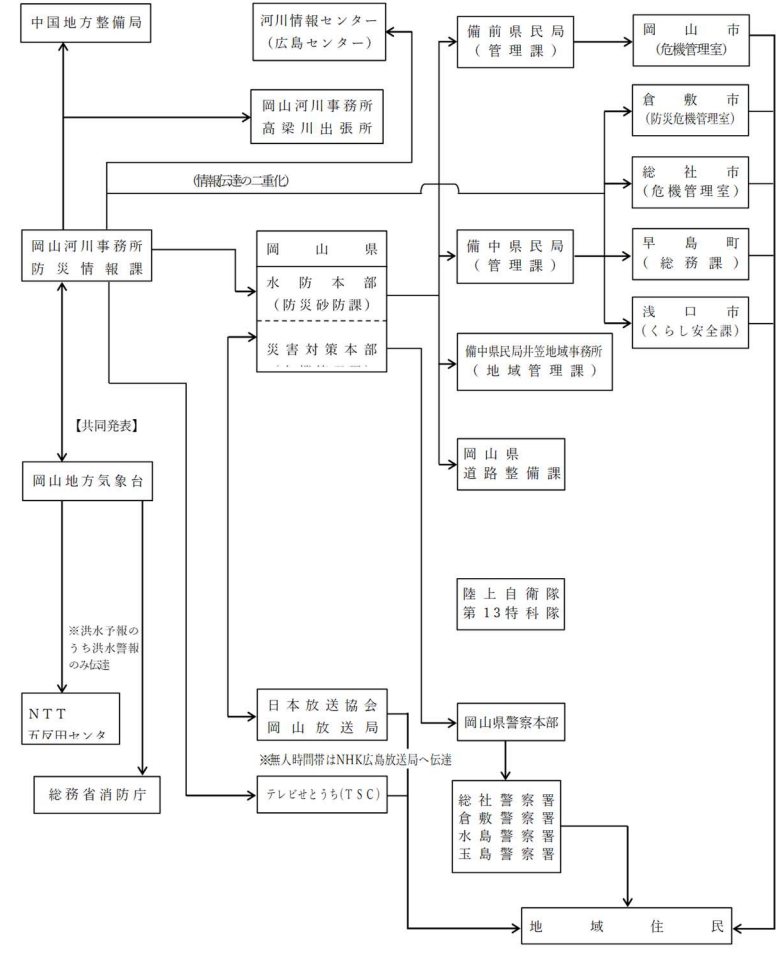 中国地方整備局
河川情報センター
（広島センター）
岡山河川事務所
高梁川出張所
備前県民局
（管理課）
岡山市
（危機管理室）
倉敷市
（防災危機管理室）
総社市
（危機管理室）
早島町
（総務課）
浅口市
（くらし安全課）
（情報伝達の二重化）
岡山河川事務所
防災情報課
岡山県
水防本部
（防災砂防課）
災害対策本部
備中県民局
（管理課）
備中県民局井笠地域事務所
（地域管理課）
岡山県
道路整備課
【共同発表】
岡山地方気象台
陸上自衛隊
第13特科隊
※洪水予報の
うち洪水警報
のみ伝達
NTT
五反田センタ
総務省消防庁
日本放送協会
岡山放送局
※無人時間帯はNHK広島放送局へ伝達
テレビせとうち(TSC)
岡山県警察本部
総社警察署
倉敷警察署
水島警察署
玉島警察署
地域住民